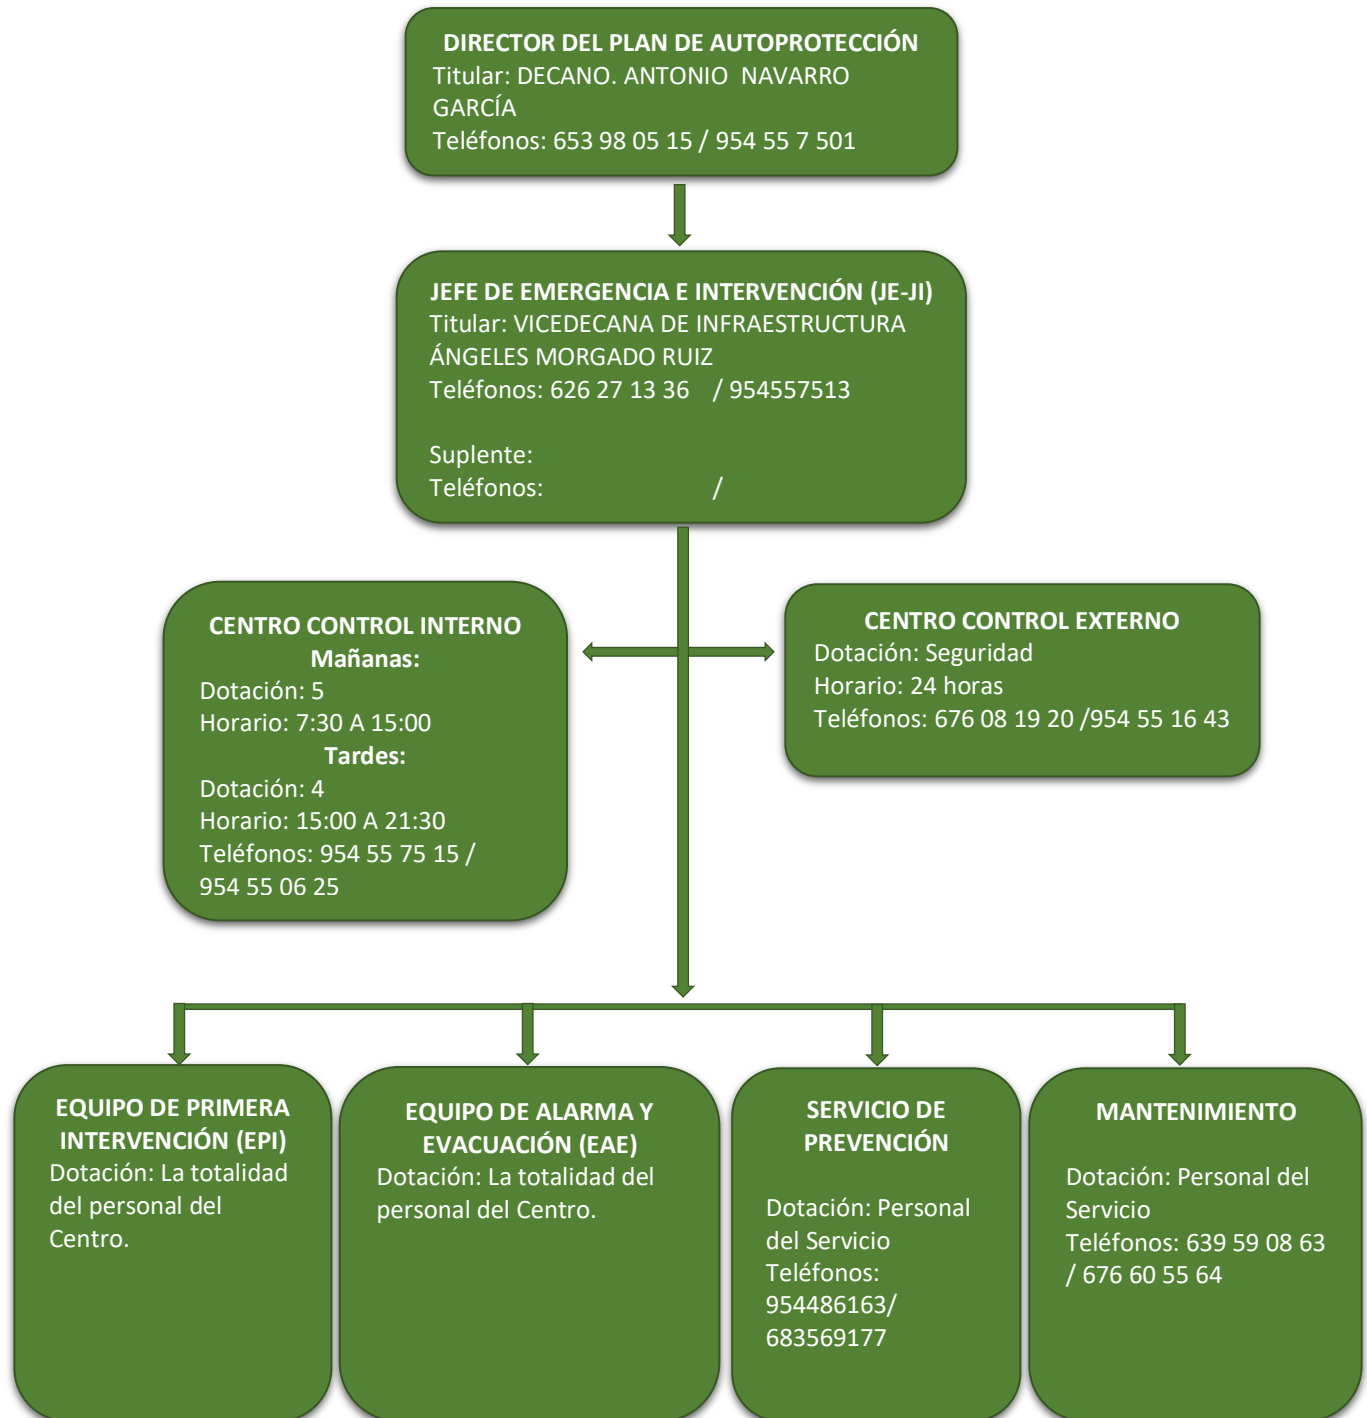 DIRECTOR DEL PLAN DE AUTOPROTECCIÓN
Titular: DECANO. ANTONIO NAVARRO
GARCÍA
Teléfonos: 653 98 05 15 / 954 55 7 501
JEFE DE EMERGENCIA E INTERVENCIÓN (JE-JI)
Titular: VICEDECANA DE INFRAESTRUCTURA
ÁNGELES MORGADO RUIZ
Teléfonos: 626 27 13 36 / 954557513
Suplente:
Teléfonos: /
CENTRO CONTROL INTERNO
Mañanas:
Dotación: 5
Horario: 7:30 A 15:00
Tardes:
Dotación: 4
Horario: 15:00 A 21:30
Teléfonos: 954 55 75 15 /
954 55 06 25
CENTRO CONTROL EXTERNO
Dotación: Seguridad
Horario: 24 horas
Teléfonos: 676 08 19 20 /954 55 16 43
EQUIPO DE PRIMERA
INTERVENCIÓN (EPI)
Dotación: La totalidad
del personal del
Centro.
EQUIPO DE ALARMA Y
EVACUACIÓN (EAE)
Dotación: La totalidad del
personal del Centro.
SERVICIO DE
PREVENCIÓN
Dotación: Personal
del Servicio
Teléfonos:
954486163/
683569177
MANTENIMIENTO
Dotación: Personal del
Servicio
Teléfonos: 639 59 08 63
/ 676 60 55 64